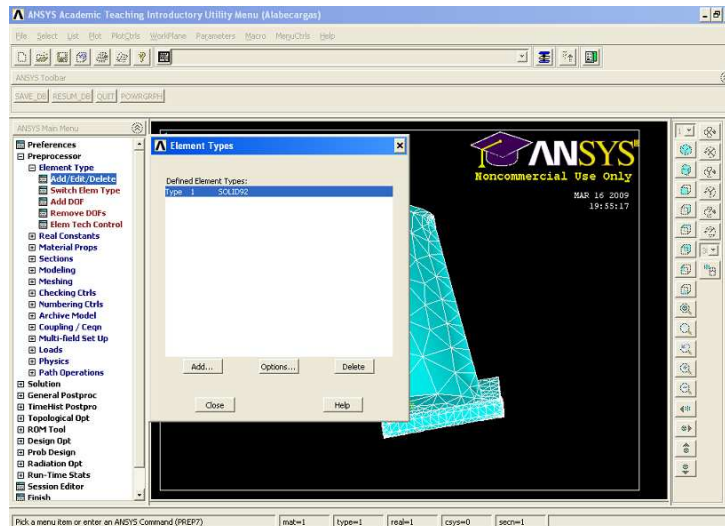 ANSYS Academic Teaching Introductory Utility Menu (Alabecargas)
File Select List Plot PlotCtrls WorkPlane Parameters Macro MenuCtrls Help
ANSYS Toolbar
SAVE_DB RESUM_DB QUIT POWRGRPH
ANSYS Main Menu
Preferences
Preprocessor
Element Type
Add/Edit/Delete
Switch Elem Type
Add DOF
Remove DOFs
Elem Tech Control
Real Constants
Material Props
Sections
Modeling
Meshing
Checking Ctrls
Numbering Ctrls
Archive Model
Coupling / Ceqn
Multi-field Set Up
Loads
Physics
Path Operations
Solution
General Postproc
TimeHist Postpro
Topological Opt
ROM Tool
Design Opt
Prob Design
Radiation Opt
Run-Time Stats
Session Editor
Finish
Element Types
Defined Element Types:
Type 1 SOLID92
Add... Options... Delete
Close Help
ANSYS
Noncommercial Use Only
MAR 16 2009
19:55:17
Pick a menu item or enter an ANSYS Command (PREP7) mat=1 type=1 real=1 csys=0 secn=1